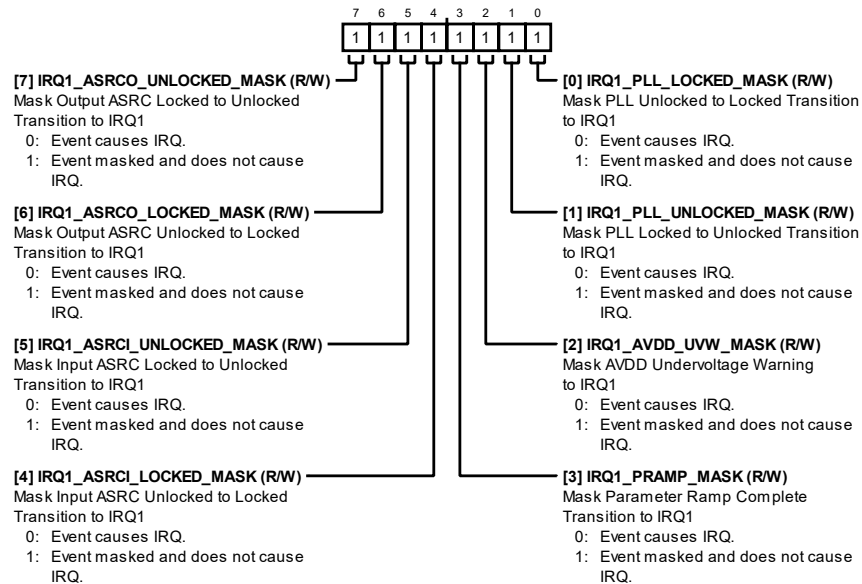 7 6 5 4 3 2 1 0
1 1 1 1 1 1 1 1
[7] IRQ1_ASRCO_UNLOCKED_MASK (R/W)
Mask Output ASRC Locked to Unlocked
Transition to IRQ1
0: Event causes IRQ.
1: Event masked and does not cause
IRQ.
[6] IRQ1_ASRCO_LOCKED_MASK (R/W)
Mask Output ASRC Unlocked to Locked
Transition to IRQ1
0: Event causes IRQ.
1: Event masked and does not cause
IRQ.
[5] IRQ1_ASRCI_UNLOCKED_MASK (R/W)
Mask Input ASRC Locked to Unlocked
Transition to IRQ1
0: Event causes IRQ.
1: Event masked and does not cause
IRQ.
[4] IRQ1_ASRCI_LOCKED_MASK (R/W)
Mask Input ASRC Unlocked to Locked
Transition to IRQ1
0: Event causes IRQ.
1: Event masked and does not cause
IRQ.
[0] IRQ1_PLL_LOCKED_MASK (R/W)
Mask PLL Unlocked to Locked Transition
to IRQ1
0: Event causes IRQ.
1: Event masked and does not cause
IRQ.
[1] IRQ1_PLL_UNLOCKED_MASK (R/W)
Mask PLL Locked to Unlocked Transition
to IRQ1
0: Event causes IRQ.
1: Event masked and does not cause
IRQ.
[2] IRQ1_AVDD_UVW_MASK (R/W)
Mask AVDD Undervoltage Warning
to IRQ1
0: Event causes IRQ.
1: Event masked and does not cause
IRQ.
[3] IRQ1_PRAMP_MASK (R/W)
Mask Parameter Ramp Complete
Transition to IRQ1
0: Event causes IRQ.
1: Event masked and does not cause
IRQ.